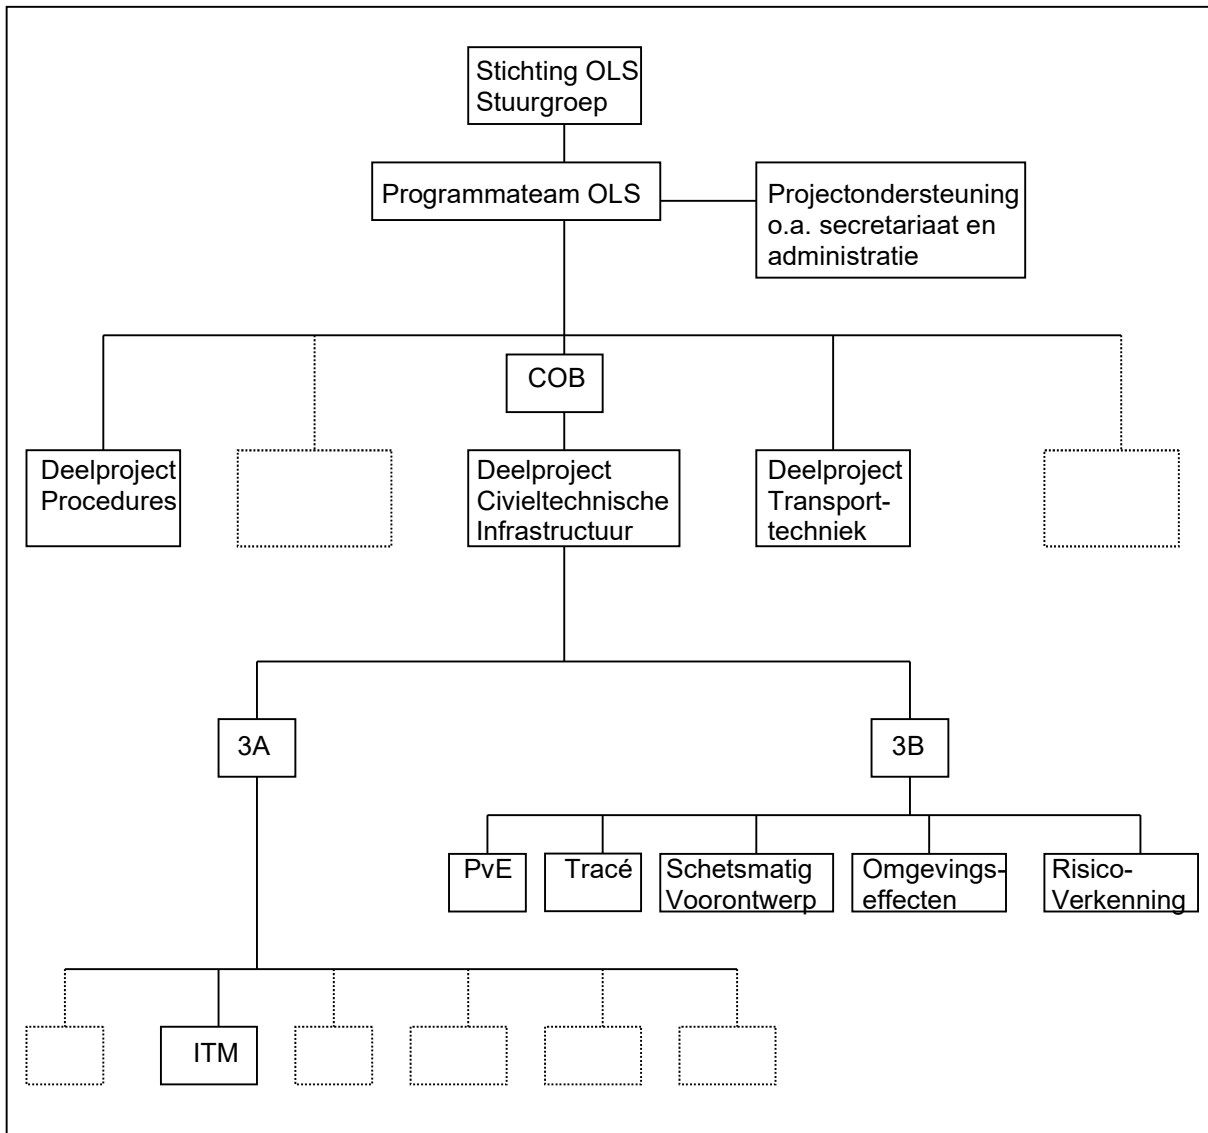 Stichting OLS
Stuurgroep
Programmateam OLS
Projectondersteuning
o.a. secretariaat en
administratie
COB
Deelproject
Procedures
Deelproject
Civieltechnische
Infrastructuur
Deelproject
Transport-
techniek
3A
3B
PvE
Tracé
Schetsmatig
Voorontwerp
Omgevings-
effecten
Risico-
Verkenning
ITM